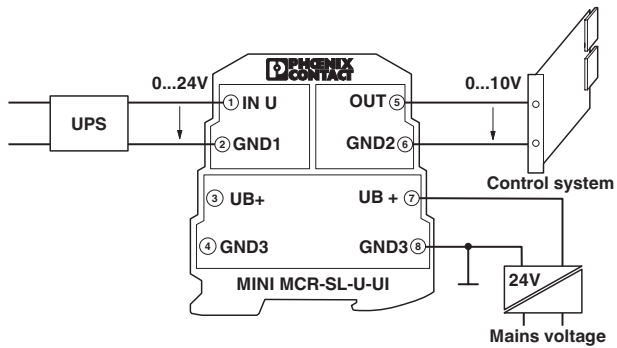 PHŒNIX
CONTACT
0...24V
0...10V
① IN U
OUT ⑤
UPS
② GND1
GND2 ⑥
Control system
③ UB+
UB + ⑦
④ GND3
GND3 ⑧
24V
MINI MCR-SL-U-UI
Mains voltage